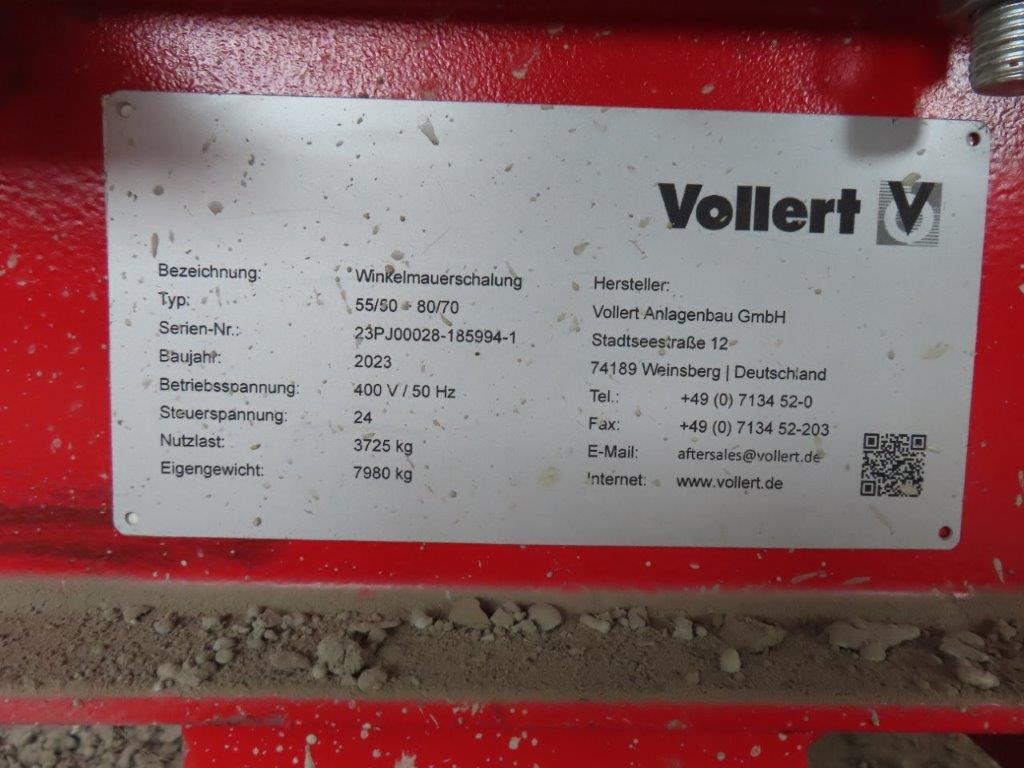 Vollert V
Bezeichnung: Winkelmauerschalung
Typ: 55/50 - 80/70
Serien-Nr.: 23PJ00028-185994-1
Baujahr: 2023
Betriebsspannung: 400 V / 50 Hz
Steuerspannung: 24
Nutzlast: 3725 kg
Eigengewicht: 7980 kg
Hersteller:
Vollert Anlagenbau GmbH
Stadtseestraße 12
74189 Weinsberg | Deutschland
Tel.: +49 (0) 7134 52-0
Fax: +49 (0) 7134 52-203
E-Mail: aftersales@vollert.de
Internet: www.vollert.de